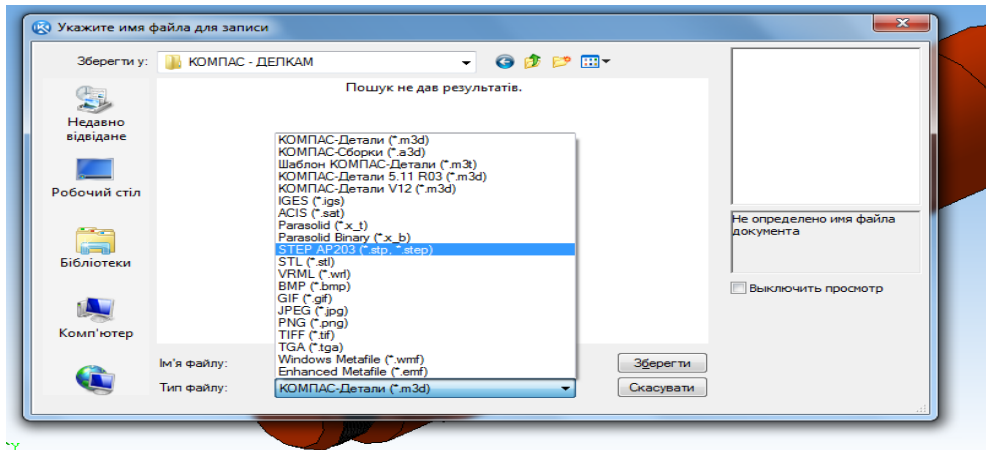 Укажите имя файла для записи
Зберегти у:
КОМПАС - ДЕПКАМ
Пошук не дав результатів.
Недавно
відвідане
Робочий стіл
Бібліотеки
Комп'ютер
КОМПАС-Детали (*.m3d)
КОМПАС-Сборки (*.a3d)
Шаблон КОМПАС-Детали (*.m3t)
КОМПАС-Детали 5.11 R03 (*.m3d)
КОМПАС-Детали V12 (*.m3d)
IGES (*.igs)
ACIS (*.sat)
Parasolid (*.x_t)
Parasolid Binary (*.x_b)
STEP AP203 (*.stp, *.step)
STL (*.stl)
VRML (*.wrl)
BMP (*.bmp)
GIF (*.gif)
JPEG (*.jpg)
PNG (*.png)
TIFF (*.tif)
TGA (*.tga)
Windows Metafile (*.wmf)
Enhanced Metafile (*.emf)
Ім'я файлу:
Зберегти
Тип файлу:
КОМПАС-Детали (*.m3d)
Скасувати
Не определено имя файла
документа
Выключить просмотр
Y